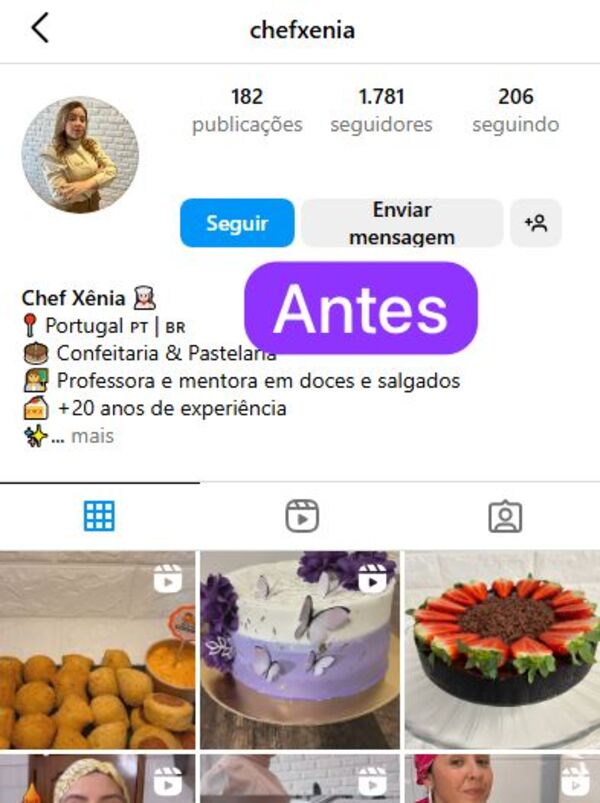 chefxenia
182 1.781 206
publicações seguidores seguindo
Seguir
Enviar
mensagem
Chef Xênia
Antes
Portugal PT | BR
Confeitaria & Pastelaria
Professora e mentora em doces e salgados
+20 anos de experiência
... mais